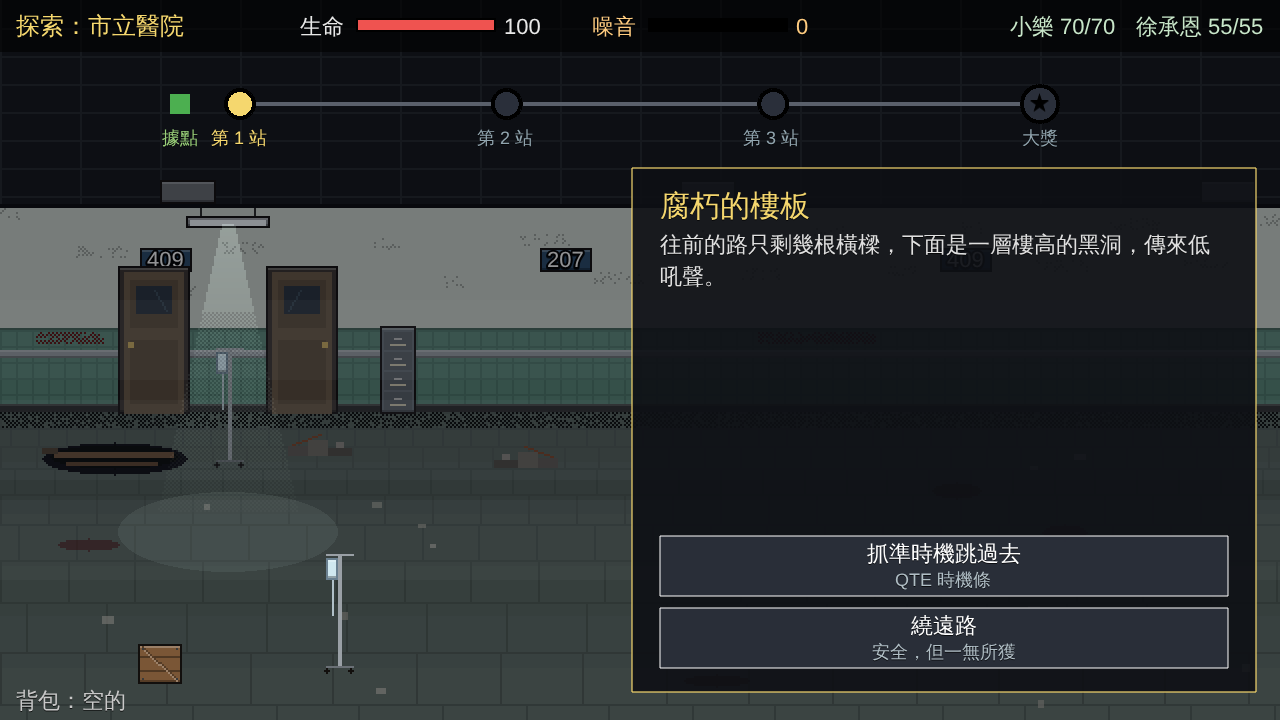 探索：市立醫院
生命 100
噪音 0
小樂 70/70 徐承恩 55/55
據點 第 1 站 第 2 站 第 3 站 大獎
409
207
409
腐朽的樓板
往前的路只剩幾根橫樑，下面是一層樓高的黑洞，傳來低
吼聲。
抓準時機跳過去
QTE 時機條
繞遠路
安全，但一無所獲
背包：空的